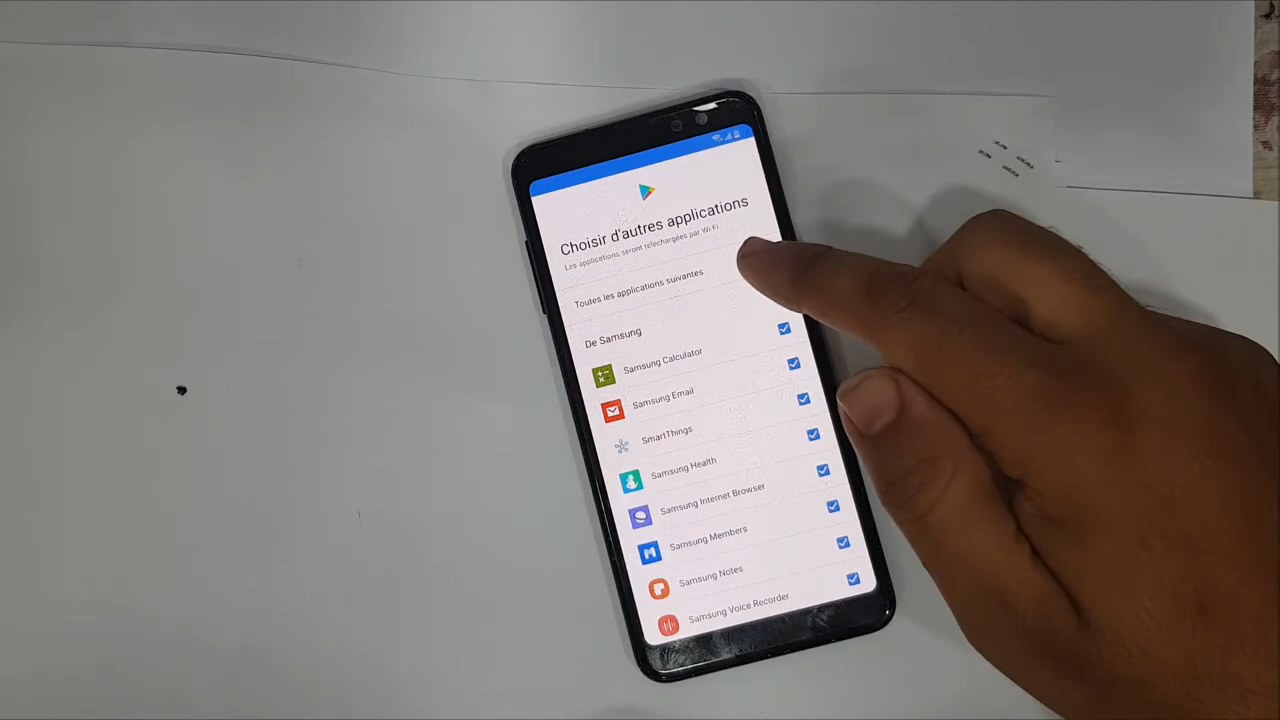 Choisir d'autres applications
Les applications seront téléchargées par Wi-Fi
Toutes les applications suivantes
De Samsung
Samsung Calculator
Samsung Email
SmartThings
Samsung Health
Samsung Internet Browser
Samsung Members
Samsung Notes
Samsung Voice Recorder